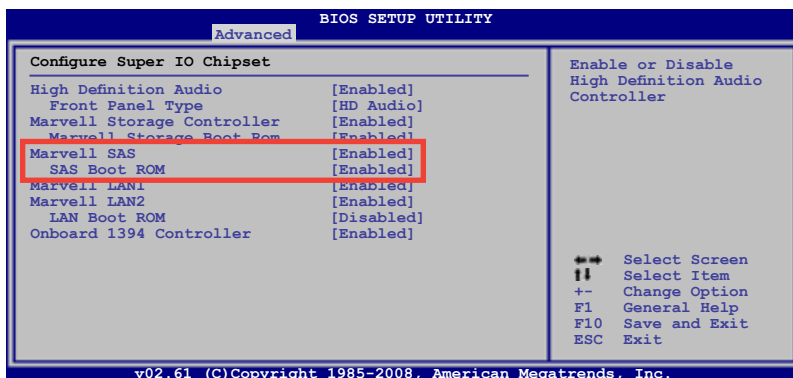 BIOS SETUP UTILITY
Advanced
Configure Super IO Chipset
High Definition Audio [Enabled]
Front Panel Type [HD Audio]
Marvell Storage Controller [Enabled]
Marvell Storage Boot Rom [Enabled]
Marvell SAS [Enabled]
SAS Boot ROM [Enabled]
Marvell LAN1 [Enabled]
Marvell LAN2 [Enabled]
LAN Boot ROM [Disabled]
Onboard 1394 Controller [Enabled]
Enable or Disable
High Definition Audio
Controller
Select Screen
Select Item
+- Change Option
F1 General Help
F10 Save and Exit
ESC Exit
v02.61 (C)Copyright 1985-2008, American Megatrends, Inc.